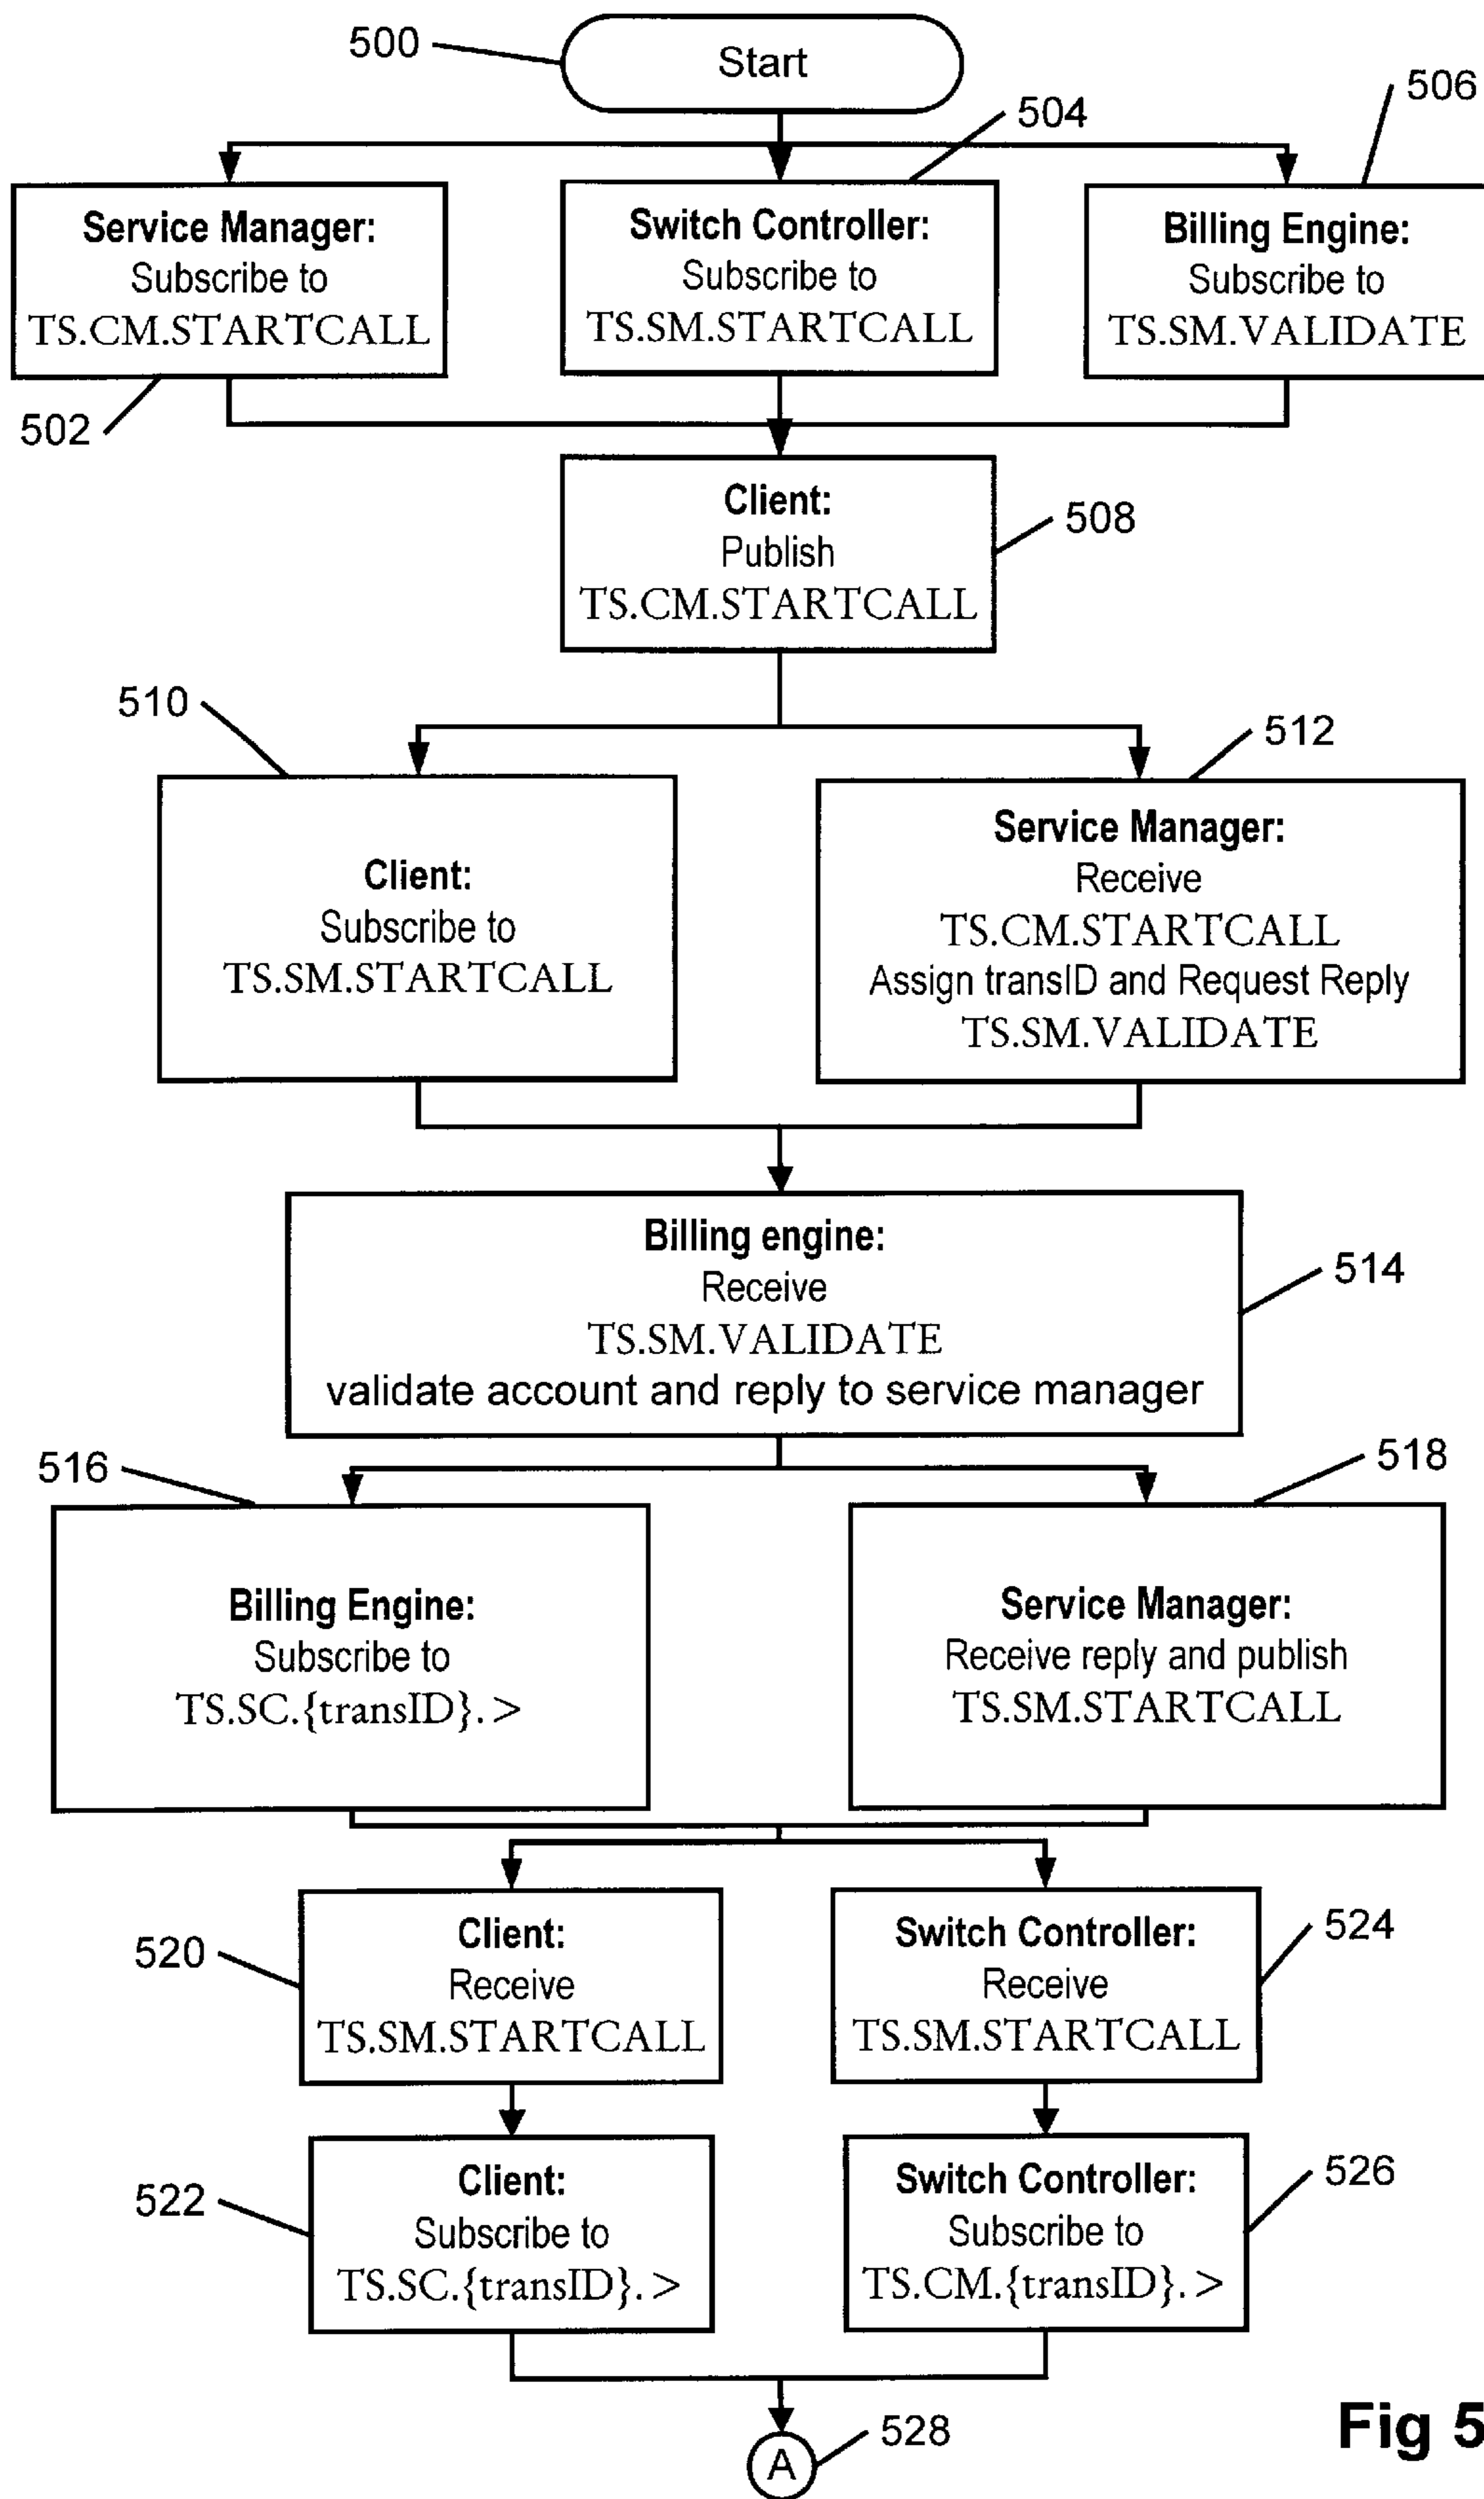 500
Start
504
506
Service Manager:
Subscribe to
TS.CM.STARTCALL
Switch Controller:
Subscribe to
TS.SM.STARTCALL
Billing Engine:
Subscribe to
TS.SM.VALIDATE
502
Client:
Publish
TS.CM.STARTCALL
508
510
512
Client:
Subscribe to
TS.SM.STARTCALL
Service Manager:
Receive
TS.CM.STARTCALL
Assign transID and Request Reply
TS.SM.VALIDATE
Billing engine:
Receive
TS.SM.VALIDATE
validate account and reply to service manager
514
516
518
Billing Engine:
Subscribe to
TS.SC.{transID}. >
Service Manager:
Receive reply and publish
TS.SM.STARTCALL
520
Client:
Receive
TS.SM.STARTCALL
Switch Controller:
Receive
TS.SM.STARTCALL
524
522
Client:
Subscribe to
TS.SC.{transID}. >
Switch Controller:
Subscribe to
TS.CM.{transID}. >
526
A
528
Fig 5